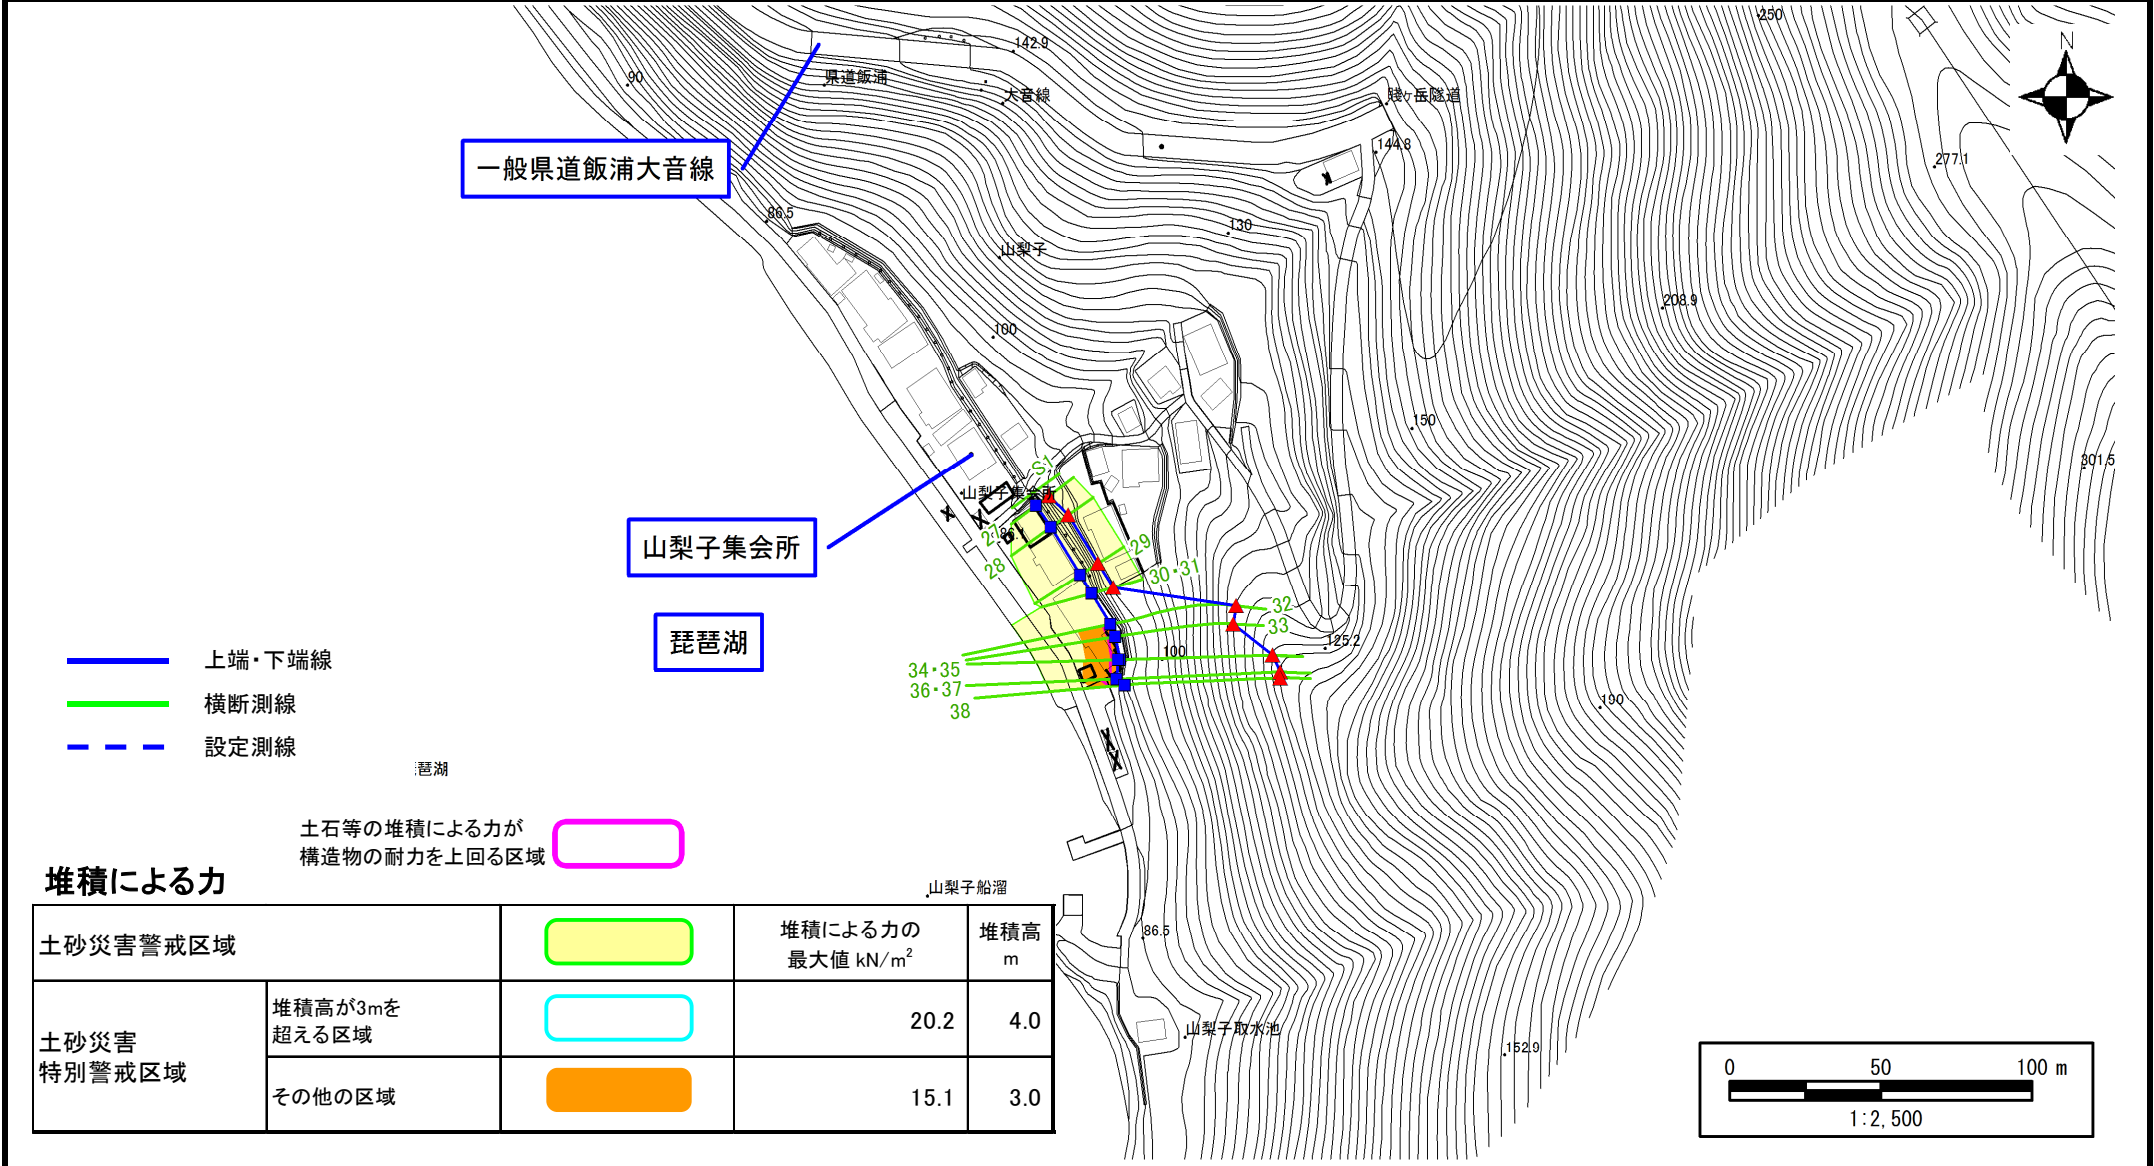 250
N
142.9
90
県道飯浦
大音線
賤ヶ岳隧道
144.8
277.1
一般県道飯浦大音線
86.5
130
山梨子
208.9
100
150
301.5
S1
山梨子集会所
27
86.1
28
29
30・31
山梨子集会所
32
33
琵琶湖
125.2
100
34・35
36・37
38
190
上端・下端線
横断測線
設定測線
琵琶湖
土石等の堆積による力が
構造物の耐力を上回る区域
堆積による力
山梨子船溜
土砂災害警戒区域
堆積による力の
最大値 kN/m²
堆積高
m
86.5
土砂災害
特別警戒区域
堆積高が3mを
超える区域
20.2
4.0
その他の区域
15.1
3.0
山梨子取水池
152.9
0 50 100 m
1:2,500